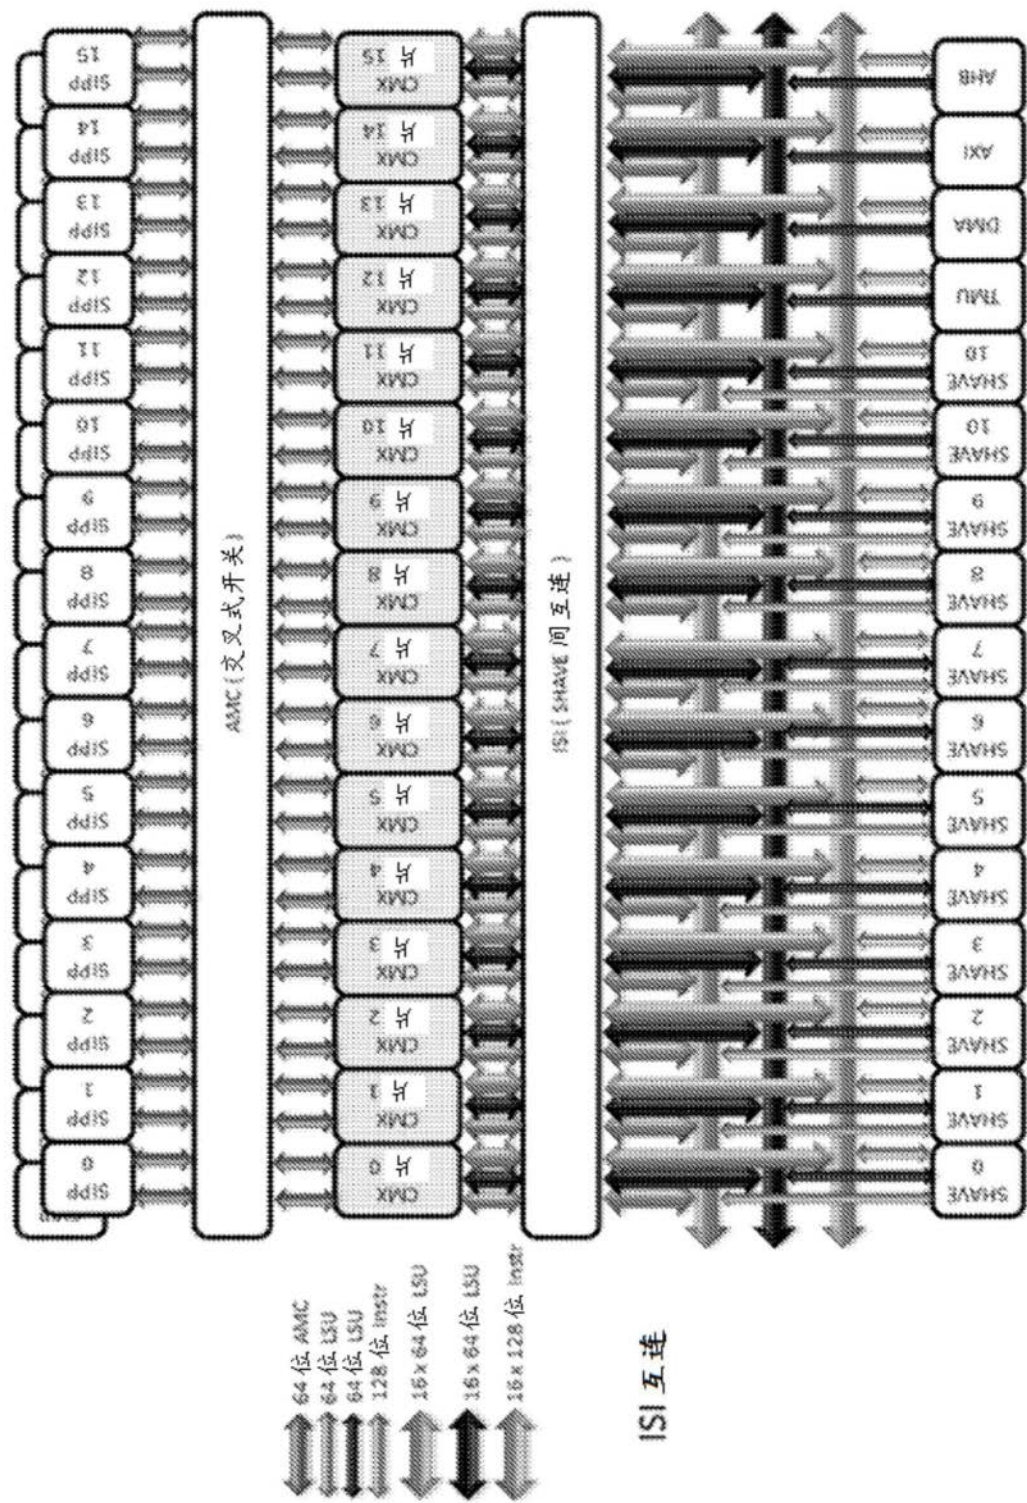 SIPP
0
SIPP
1
SIPP
2
SIPP
3
SIPP
4
SIPP
5
SIPP
6
SIPP
7
SIPP
8
SIPP
9
SIPP
10
SIPP
11
SIPP
12
SIPP
13
SIPP
14
SIPP
15
AMC(交叉式开关)
CMX
片 0
CMX
片 1
CMX
片 2
CMX
片 3
CMX
片 4
CMX
片 5
CMX
片 6
CMX
片 7
CMX
片 8
CMX
片 9
CMX
片 10
CMX
片 11
CMX
片 12
CMX
片 13
CMX
片 14
CMX
片 15
ISI(SHAVE 间互连)
SHAVE
0
SHAVE
1
SHAVE
2
SHAVE
3
SHAVE
4
SHAVE
5
SHAVE
6
SHAVE
7
SHAVE
8
SHAVE
9
SHAVE
10
SHAVE
10
TMU
DMA
AXI
AHB
64 位 AMC
64 位 LSU
64 位 LSU
128 位 Instr
16 x 64 位 LSU
16 x 64 位 LSU
16 x 128 位 Instr
ISI 互连